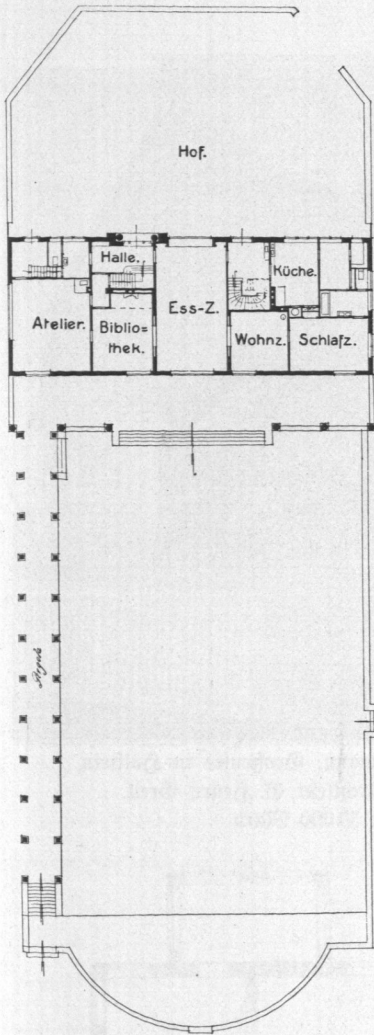 Hof.
Halle.
Küche.
Ess-Z.
Atelier.
Biblio=
thek.
Wohnz.
Schlafz.